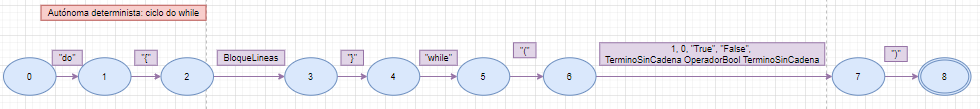 Autónoma determinista: ciclo do while
"do"
"{"
BloqueLineas
"}"
"while"
"("
1, 0, "True", "False",
TerminoSinCadena OperadorBool TerminoSinCadena
")"
0
1
2
3
4
5
6
7
8